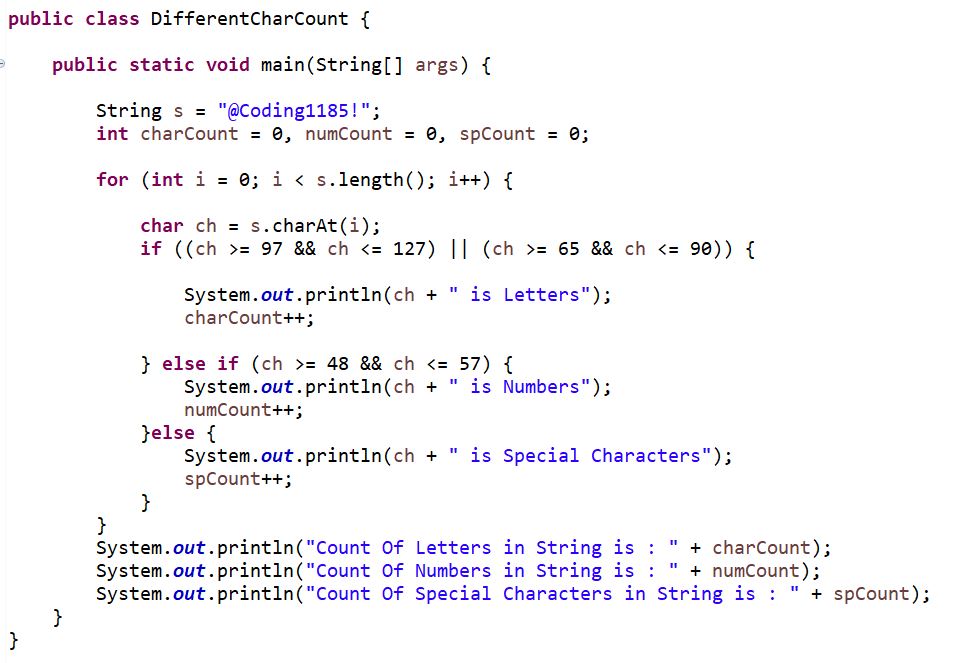 public class DifferentCharCount {
public static void main(String[] args) {
String s = "@Coding1185!";
int charCount = 0, numCount = 0, spCount = 0;
for (int i = 0; i < s.length(); i++) {
char ch = s.charAt(i);
if ((ch >= 97 && ch <= 127) || (ch >= 65 && ch <= 90)) {
System.out.println(ch + " is Letters");
charCount++;
} else if (ch >= 48 && ch <= 57) {
System.out.println(ch + " is Numbers");
numCount++;
}else {
System.out.println(ch + " is Special Characters");
spCount++;
}
}
System.out.println("Count Of Letters in String is : " + charCount);
System.out.println("Count Of Numbers in String is : " + numCount);
System.out.println("Count Of Special Characters in String is : " + spCount);
}
}